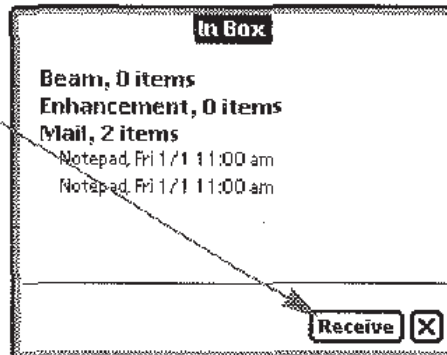 In Box
Beam, 0 items
Enhancement, 0 items
Mail, 2 items
Notepad, Fri 1/1 11:00 am
Notepad, Fri 1/1 11:00 am
Receive X